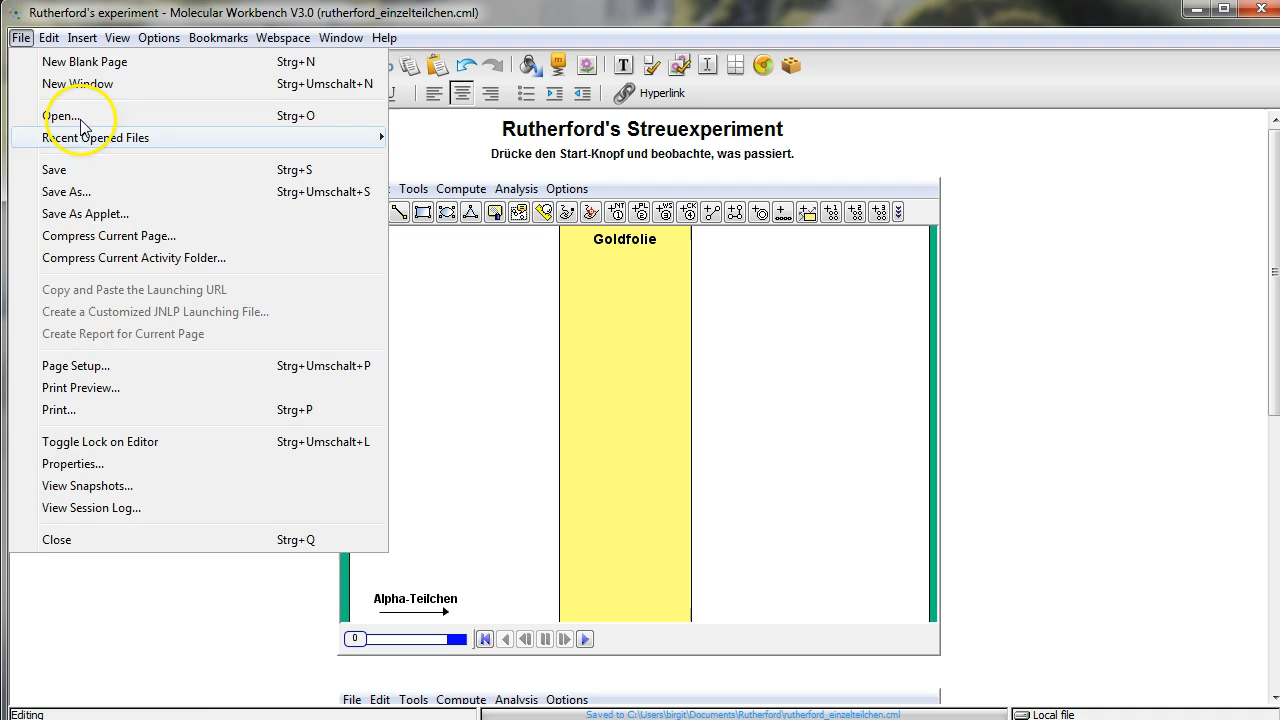 Rutherford's experiment - Molecular Workbench V3.0 (rutherford_einzelteilchen.cml)
File Edit Insert View Options Bookmarks Webspace Window Help
New Blank Page Strg+N
New Window Strg+Umschalt+N
Open... Strg+O
Recent Opened Files
Save Strg+S
Save As... Strg+Umschalt+S
Save As Applet...
Compress Current Page...
Compress Current Activity Folder...
Copy and Paste the Launching URL
Create a Customized JNLP Launching File...
Create Report for Current Page
Page Setup... Strg+Umschalt+P
Print Preview...
Print... Strg+P
Toggle Lock on Editor Strg+Umschalt+L
Properties...
View Snapshots...
View Session Log...
Close Strg+Q
T U Hyperlink
Rutherford's Streuexperiment
Drücke den Start-Knopf und beobachte, was passiert.
Tools Compute Analysis Options
NT PL WS CK
Goldfolie
Alpha-Teilchen
0
File Edit Tools Compute Analysis Options
Editing
Saved to C:\Users\birgit\Documents\Rutherford\rutherford_einzelteilchen.cml
Local file